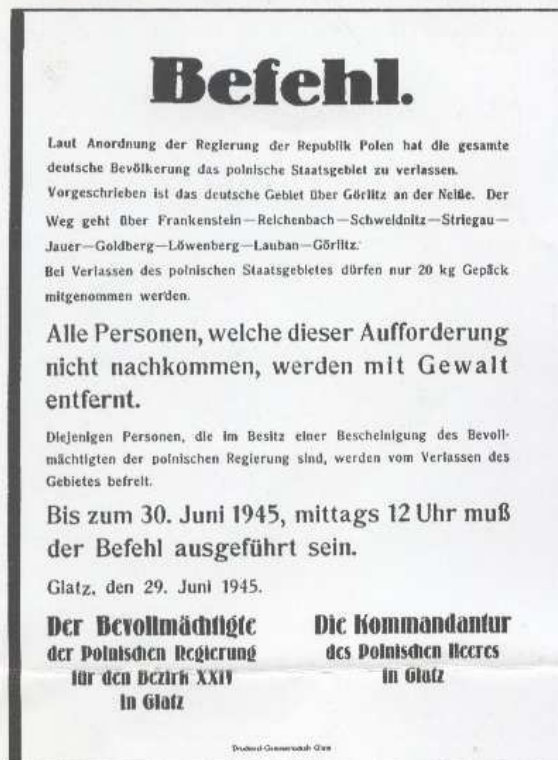 Befehl.
Laut Anordnung der Regierung der Republik Polen hat die gesamte
deutsche Bevölkerung das polnische Staatsgebiet zu verlassen.
Vorgeschrieben ist das deutsche Gebiet über Görlitz an der Neiße. Der
Weg geht über Frankenstein—Reichenbach—Schweidnitz—Striegau—
Jauer—Goldberg—Löwenberg—Lauban—Görlitz.
Bei Verlassen des polnischen Staatsgebietes dürfen nur 20 kg Gepäck
mitgenommen werden.
Alle Personen, welche dieser Aufforderung
nicht nachkommen, werden mit Gewalt
entfernt.
Diejenigen Personen, die im Besitz einer Bescheinigung des Bevoll-
mächtigten der polnischen Regierung sind, werden vom Verlassen des
Gebietes befreit.
Bis zum 30. Juni 1945, mittags 12 Uhr muß
der Befehl ausgeführt sein.
Glatz, den 29. Juni 1945.
Der Bevollmächtigte
der Polnischen Regierung
für den Bezirk XXIV
in Glatz
Die Kommandantur
des Polnischen Heeres
in Glatz